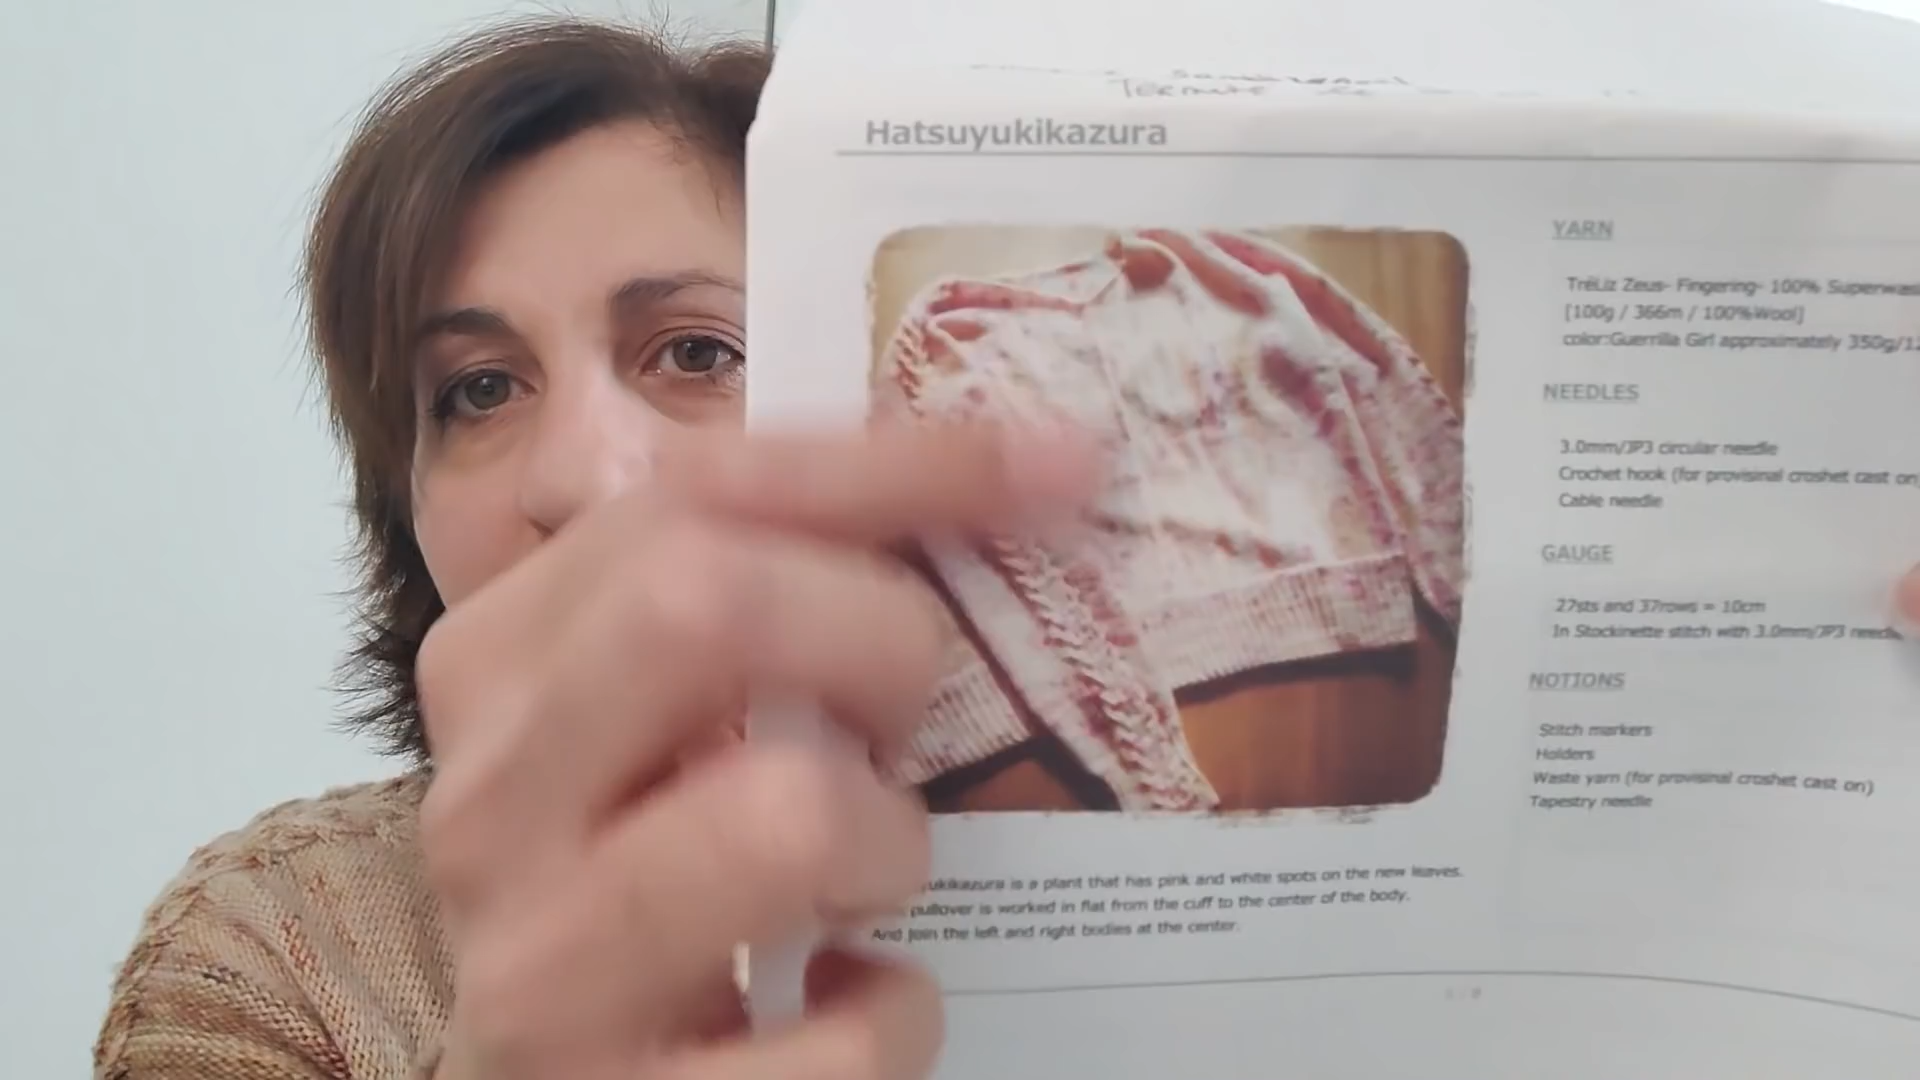 Hatsuyukikazura
YARN
TreLiz Zeus- Fingering- 100% Superwas
[100g / 366m / 100%Wool]
color:Guerrilla Girl approximately 350g/12
NEEDLES
3.0mm/JP3 circular needle
Crochet hook (for provisinal croshet cast on)
Cable needle
GAUGE
27sts and 37rows = 10cm
In Stockinette stitch with 3.0mm/JP3 needle
NOTIONS
Stitch markers
Holders
Waste yarn (for provisinal croshet cast on)
Tapestry needle
ukikazura is a plant that has pink and white spots on the new leaves.
pullover is worked in flat from the cuff to the center of the body.
And join the left and right bodies at the center.